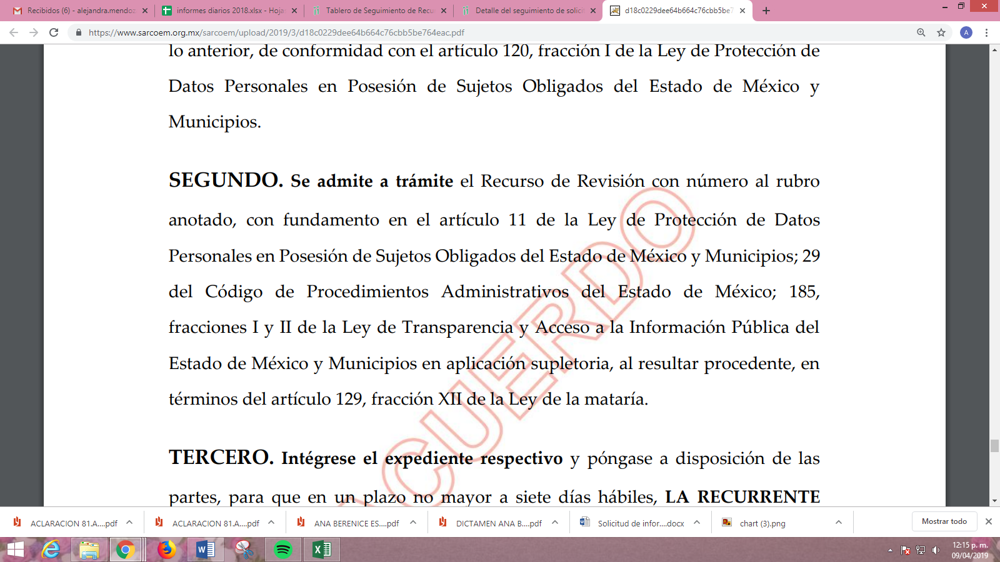 Recibidos (6) - alejandra.mendoz
informes diarios 2018.xlsx - Hoja
Tablero de Seguimiento de Recu
Detalle del seguimiento de solicit
d18c0229dee64b664c76cbb5be7
https://www.sarcoem.org.mx/sarcoem/upload/2019/3/d18c0229dee64b664c76cbb5be764eac.pdf
A
lo anterior, de conformidad con el artículo 120, fracción I de la Ley de Protección de
Datos Personales en Posesión de Sujetos Obligados del Estado de México y
Municipios.
SEGUNDO. Se admite a trámite el Recurso de Revisión con número al rubro
anotado, con fundamento en el artículo 11 de la Ley de Protección de Datos
Personales en Posesión de Sujetos Obligados del Estado de México y Municipios; 29
del Código de Procedimientos Administrativos del Estado de México; 185,
fracciones I y II de la Ley de Transparencia y Acceso a la Información Pública del
Estado de México y Municipios en aplicación supletoria, al resultar procedente, en
términos del artículo 129, fracción XII de la Ley de la mataría.
TERCERO. Intégrese el expediente respectivo y póngase a disposición de las
partes, para que en un plazo no mayor a siete días hábiles, LA RECURRENTE
CUERDO
ACLARACION 81.A....pdf
ACLARACION 81.A....pdf
ANA BERENICE ES....pdf
DICTAMEN ANA B....pdf
Solicitud de infor....docx
chart (3).png
Mostrar todo
12:15 p. m.
09/04/2019